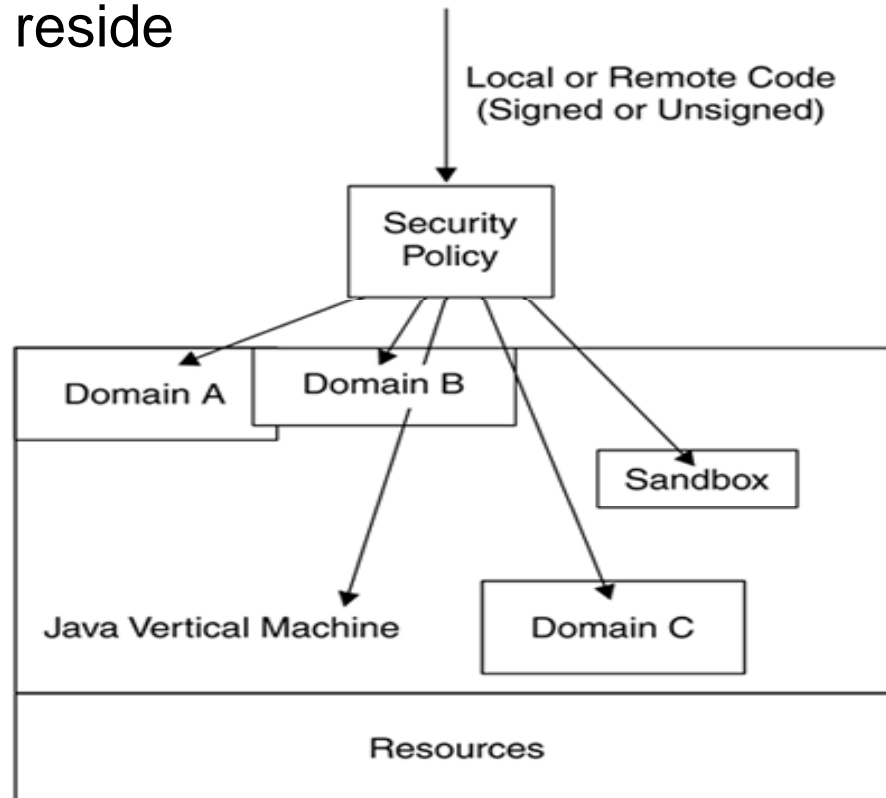 reside
Local or Remote Code
(Signed or Unsigned)
Security
Policy
Domain A
Domain B
Sandbox
Java Vertical Machine
Domain C
Resources